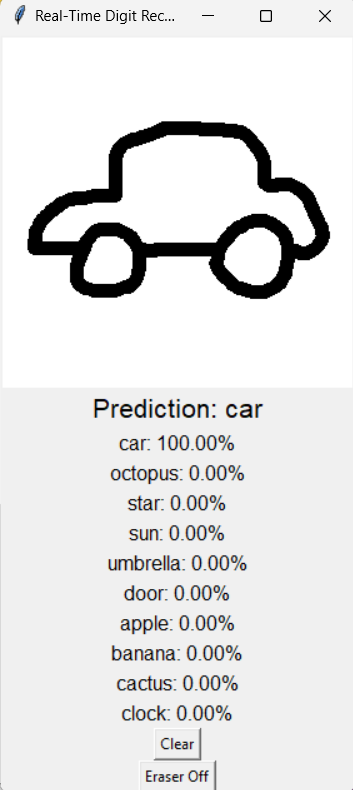 Real-Time Digit Rec...
Prediction: car
car: 100.00%
octopus: 0.00%
star: 0.00%
sun: 0.00%
umbrella: 0.00%
door: 0.00%
apple: 0.00%
banana: 0.00%
cactus: 0.00%
clock: 0.00%
Clear
Eraser Off